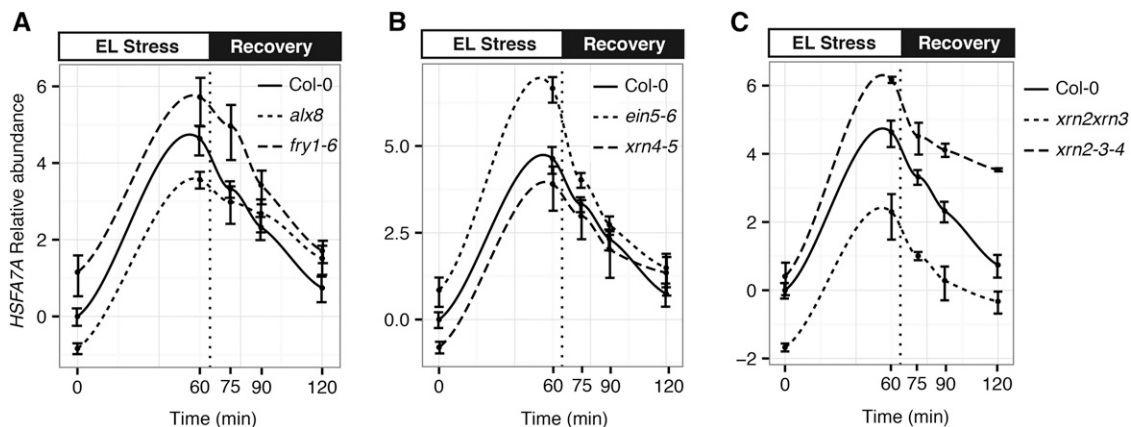 A
EL Stress Recovery
HSFA7A Relative abundance
6
4
2
0
Col-0
alx8
fry1-6
0 60 75 90 120
Time (min)
B
EL Stress Recovery
7.5
5.0
2.5
0.0
Col-0
ein5-6
xrn4-5
0 60 75 90 120
Time (min)
C
EL Stress Recovery
6
4
2
0
−2
0 60 75 90 120
Time (min)
Col-0
xrn2xrn3
xrn2-3-4